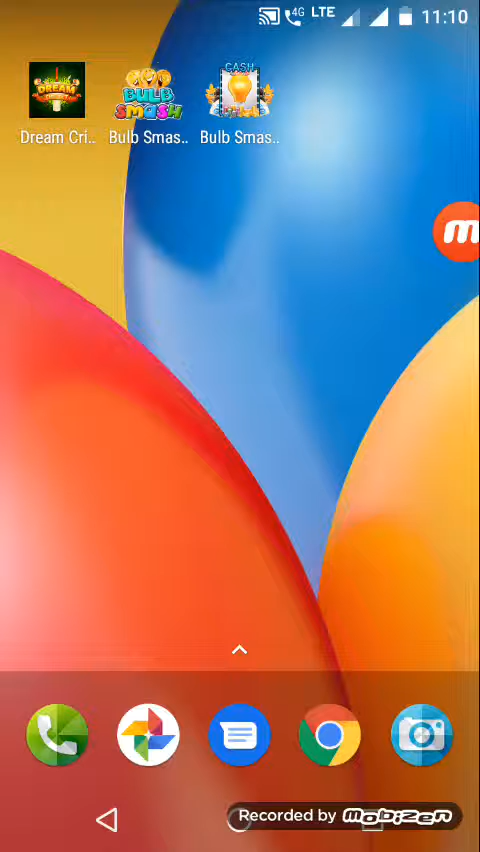 4G LTE 11:10
DREAM
CASH
BULB
SMASH
Dream Cri..
Bulb Smas..
Bulb Smas..
m
Recorded by mobizen